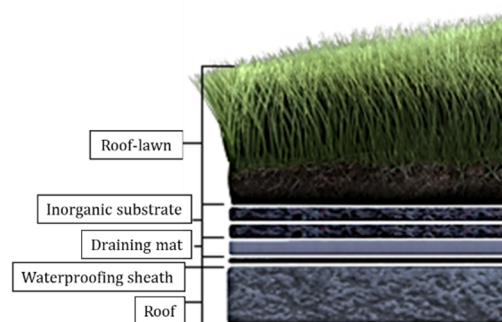 Roof-lawn
Inorganic substrate
Draining mat
Waterproofing sheath
Roof